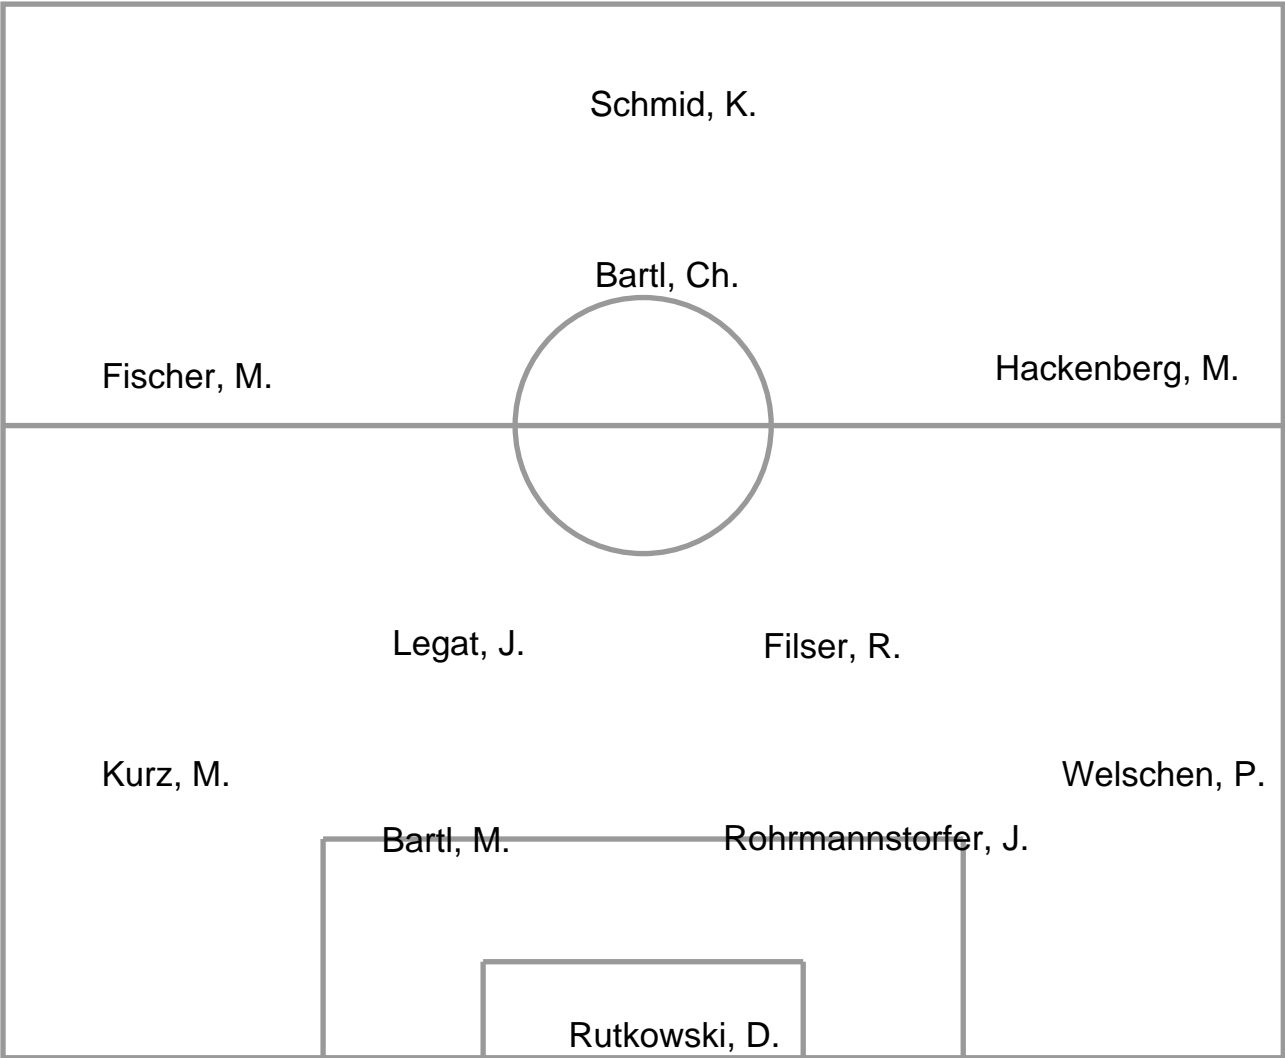 Schmid, K.
Bartl, Ch.
Fischer, M.
Hackenberg, M.
Legat, J.
Filser, R.
Kurz, M.
Welschen, P.
Bartl, M.
Rohrmannstorfer, J.
Rutkowski, D.